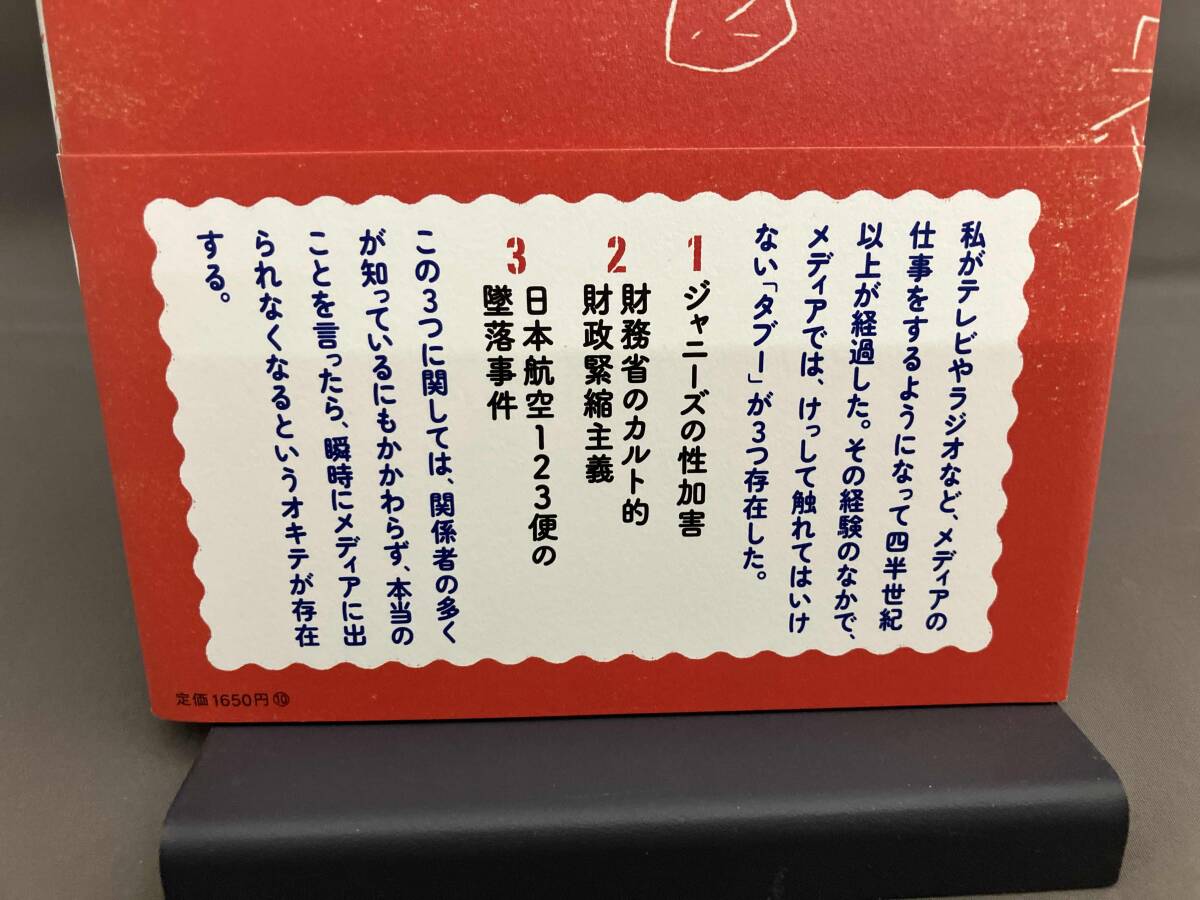 私がテレビやラジオなど、メディアの
仕事をするようになって四半世紀
以上が経過した。その経験のなかで、
メディアでは、けっして触れてはいけ
ない「タブー」が3つ存在した。
1 ジャニーズの性加害
2 財務省のカルト的
財政緊縮主義
3 日本航空123便の
墜落事件
この3つに関しては、関係者の多く
が知っているにもかかわらず、本当の
ことを言ったら、瞬時にメディアに出
られなくなるというオキテが存在
する。
定価1650円⑩